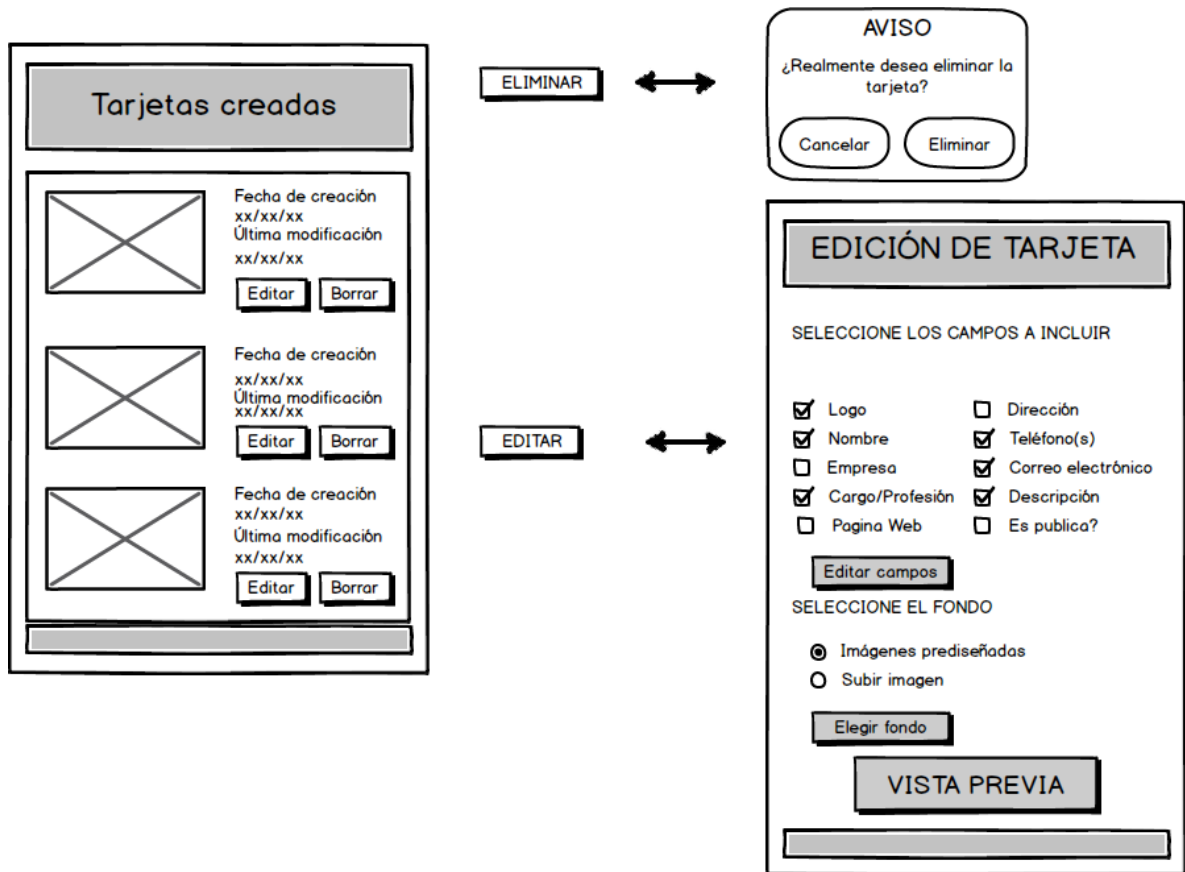 Tarjetas creadas
Fecha de creación
xx/xx/xx
Última modificación
xx/xx/xx
Editar Borrar
Fecha de creación
xx/xx/xx
Última modificación
xx/xx/xx
Editar Borrar
Fecha de creación
xx/xx/xx
Última modificación
xx/xx/xx
Editar Borrar
ELIMINAR
EDITAR
AVISO
¿Realmente desea eliminar la
tarjeta?
Cancelar Eliminar
EDICIÓN DE TARJETA
SELECCIONE LOS CAMPOS A INCLUIR
Logo Dirección
Nombre Teléfono(s)
Empresa Correo electrónico
Cargo/Profesión Descripción
Pagina Web Es publica?
Editar campos
SELECCIONE EL FONDO
Imágenes prediseñadas
Subir imagen
Elegir fondo
VISTA PREVIA